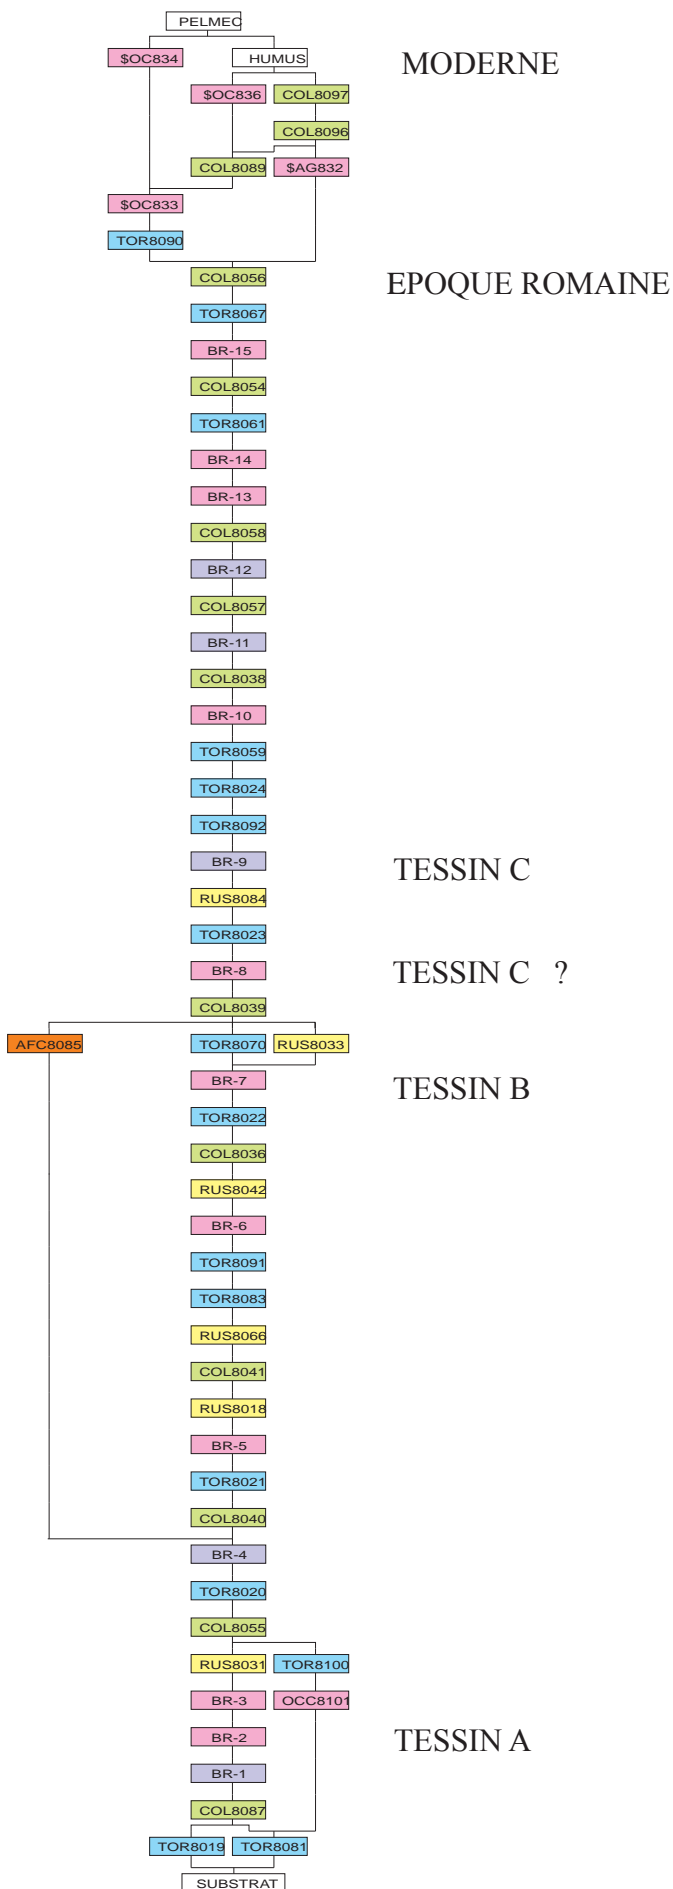 PELMEC
$OC834 HUMUS MODERNE
$OC836 COL8097
COL8096
COL8089 $AG832
$OC833
TOR8090
COL8056 EPOQUE ROMAINE
TOR8067
BR-15
COL8054
TOR8061
BR-14
BR-13
COL8058
BR-12
COL8057
BR-11
COL8038
BR-10
TOR8059
TOR8024
TOR8092
BR-9 TESSIN C
RUS8084
TOR8023
BR-8 TESSIN C ?
COL8039
AFC8085 TOR8070 RUS8033
BR-7 TESSIN B
TOR8022
COL8036
RUS8042
BR-6
TOR8091
TOR8083
RUS8066
COL8041
RUS8018
BR-5
TOR8021
COL8040
BR-4
TOR8020
COL8055
RUS8031 TOR8100
BR-3 OCC8101
BR-2 TESSIN A
BR-1
COL8087
TOR8019 TOR8081
SUBSTRAT